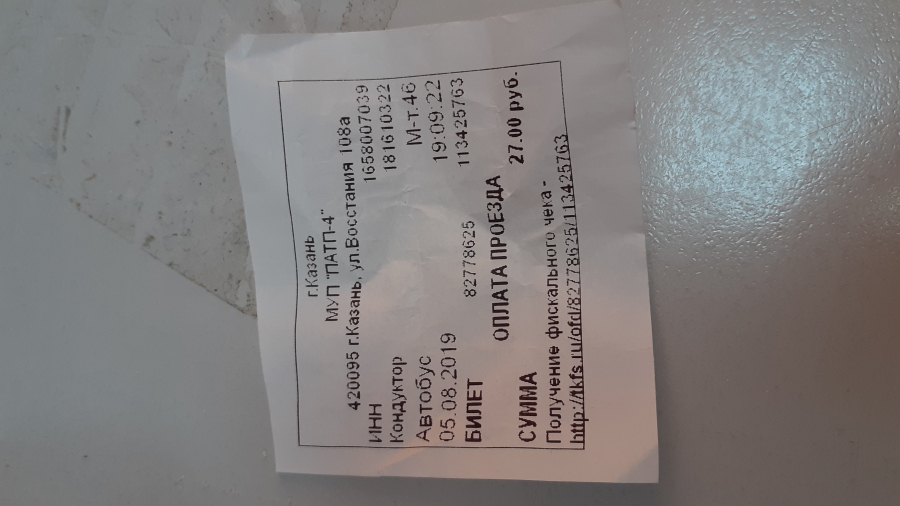 г.Казань
МУП "ПАТП-4"
420095 г.Казань, ул.Восстания 108а
ИНН 1658007039
Кондуктор 181610322
Автобус М-т.46
05.08.2019 19:09:22
БИЛЕТ 82778625 113425763
ОПЛАТА ПРОЕЗДА
СУММА 27.00 руб.
Получение фискального чека -
http://tkfs.ru/ofd/82778625/113425763